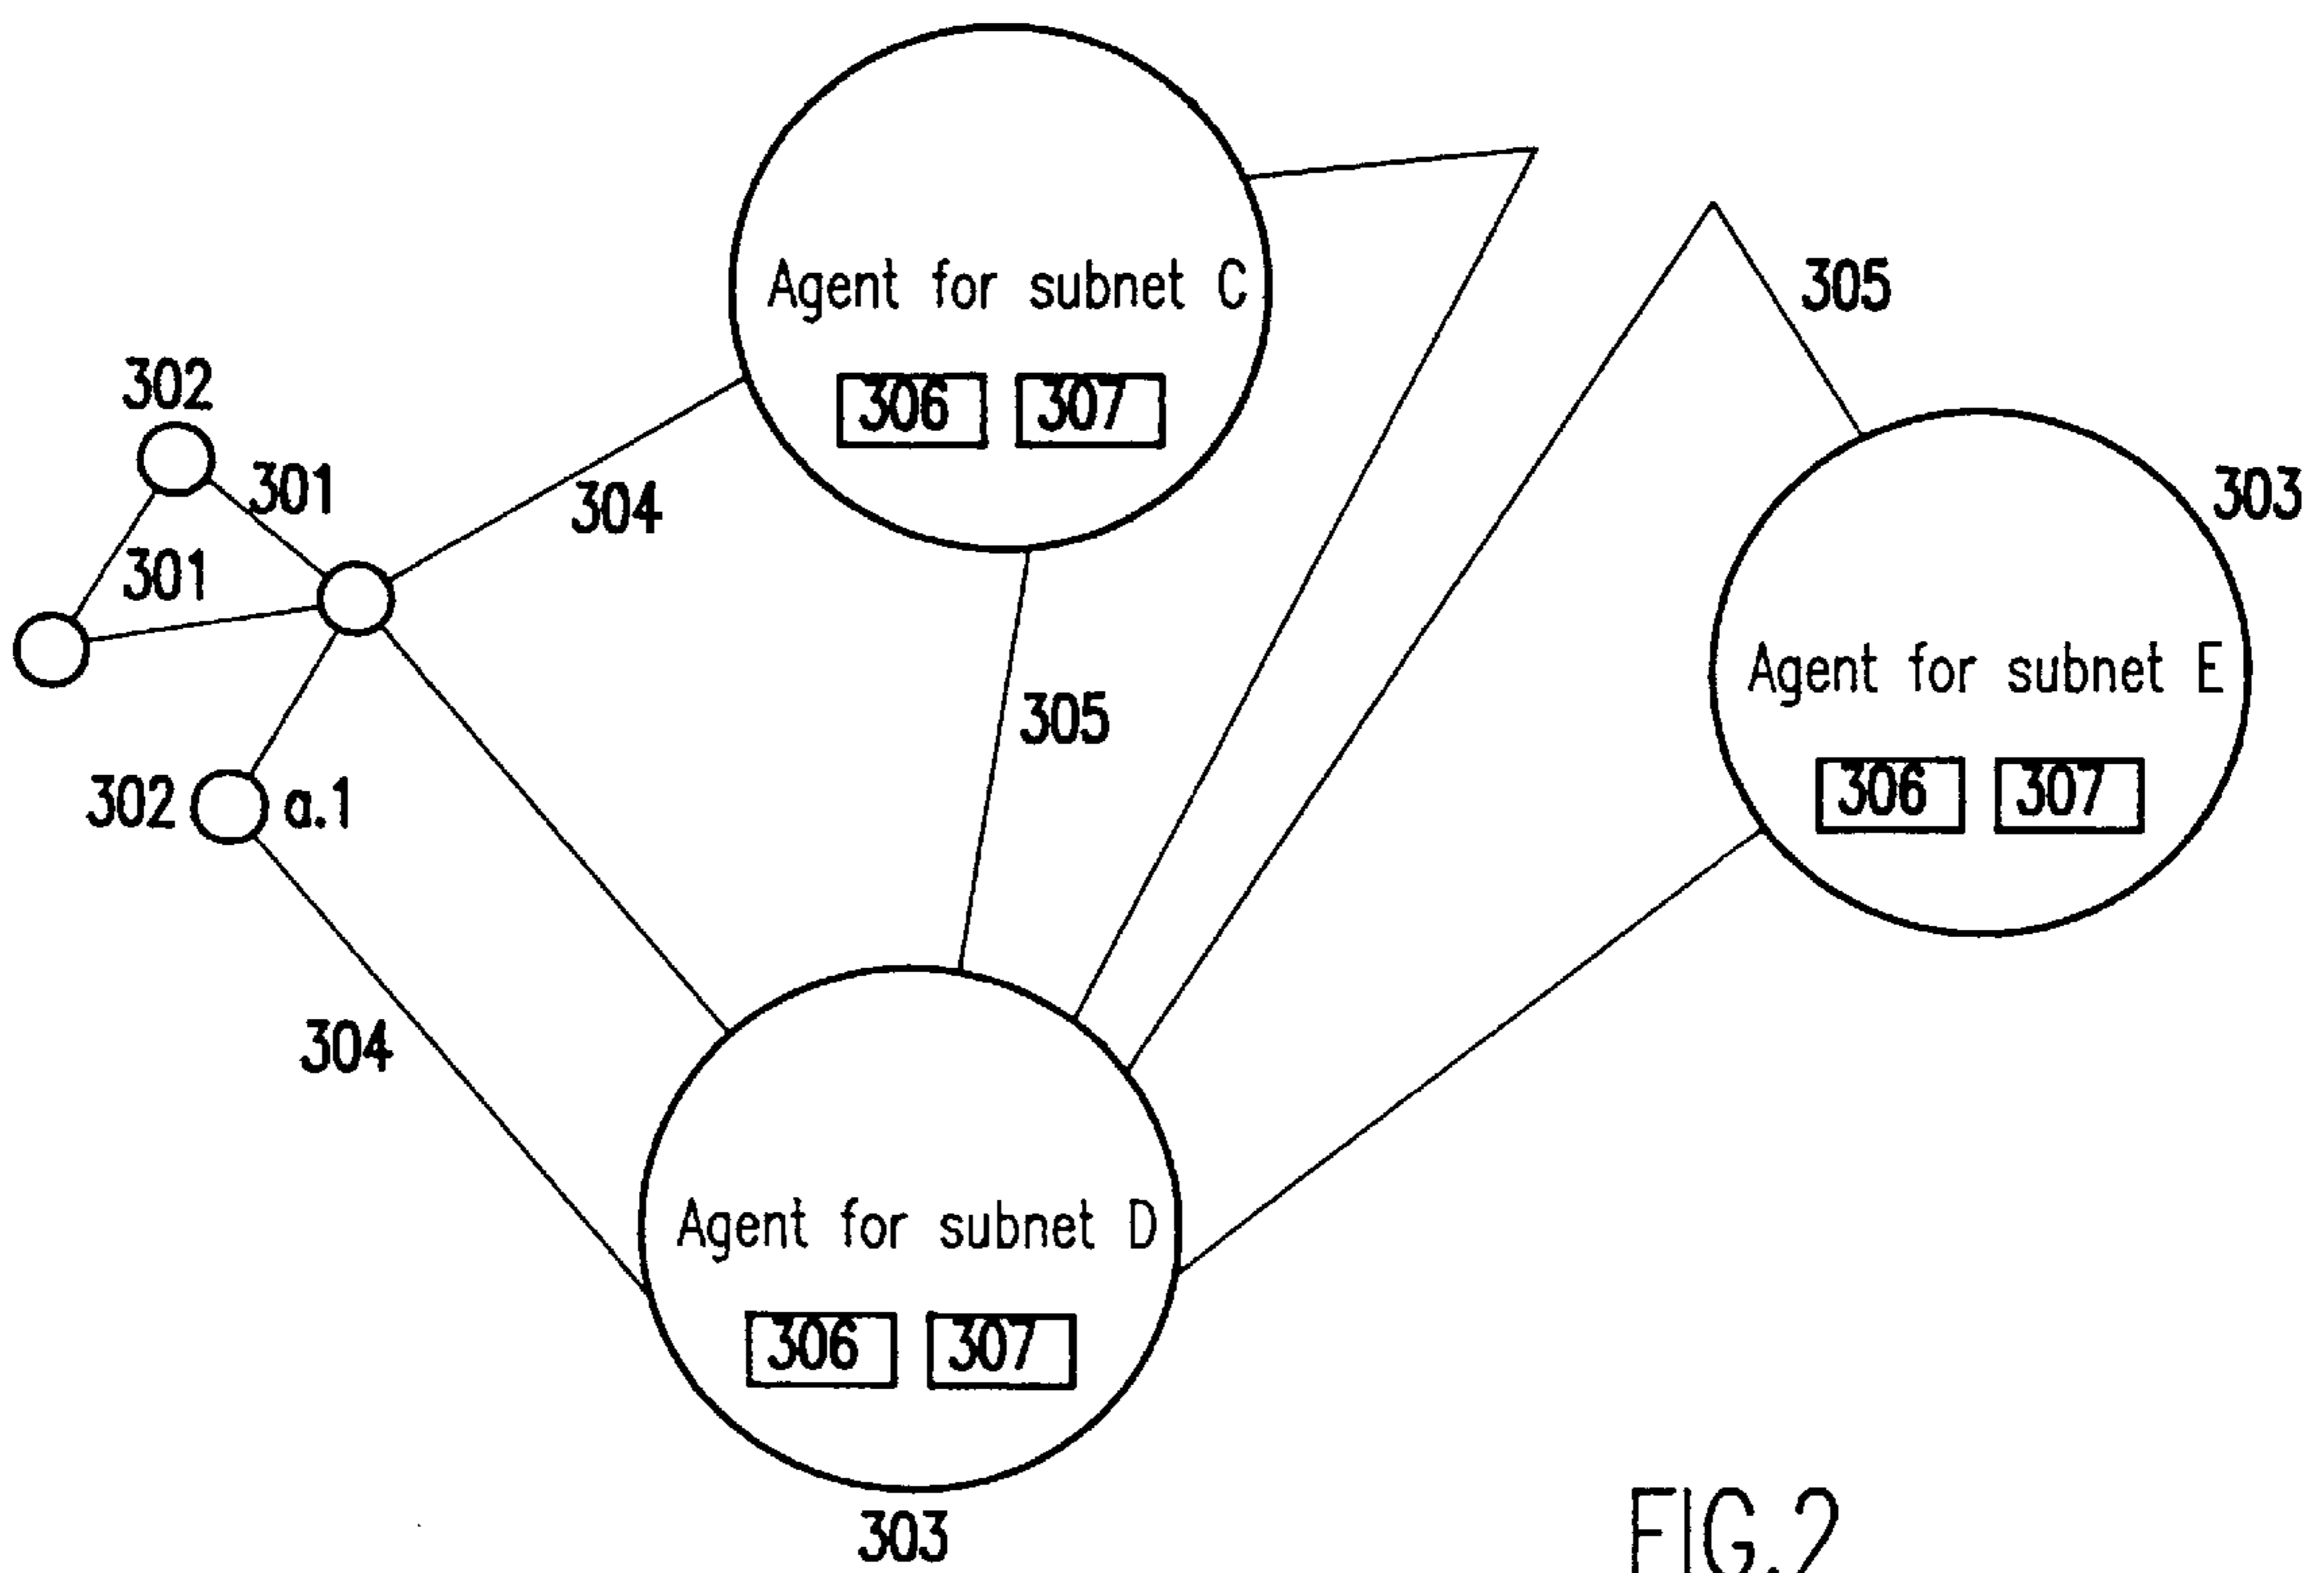 Agent for subnet C
306 307
305
302
301
304
303
301
Agent for subnet E
305
306 307
302 a.1
304
Agent for subnet D
306 307
303
FIG.2